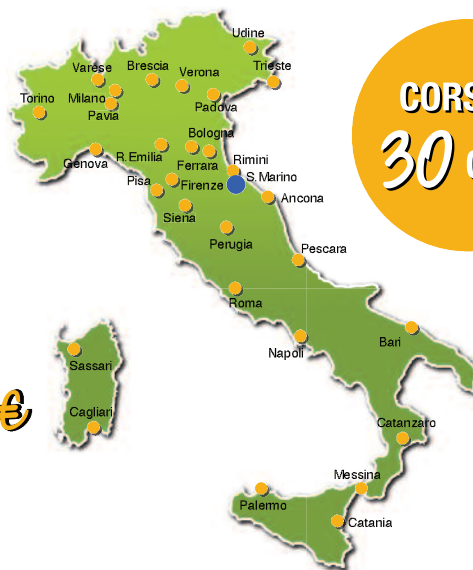 Udine
Varese
Brescia
Trieste
Verona
Torino
Milano
Padova
Pavia
CORS
Bologna
30
Genova
R.Emilia
Ferrara
Rimini
Pisa
Firenze
S.Marino
Ancona
Siena
Perugia
Pescara
Roma
Napoli
Bari
Sassari
€
Cagliari
Catanzaro
Messina
Palermo
Catania